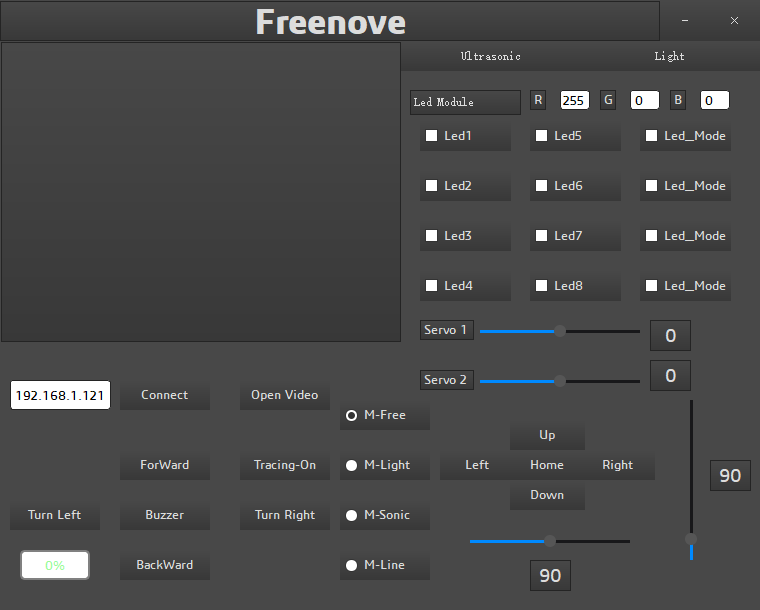 Freenove
Ultrasonic Light
Led Module R 255 G 0 B 0
Led1 Led5 Led_Mode
Led2 Led6 Led_Mode
Led3 Led7 Led_Mode
Led4 Led8 Led_Mode
Servo 1 0
Servo 2 0
192.168.1.121 Connect Open Video
M-Free
Up
ForWard Tracing-On M-Light Left Home Right
90
Down
Turn Left Buzzer Turn Right M-Sonic
0% BackWard M-Line
90